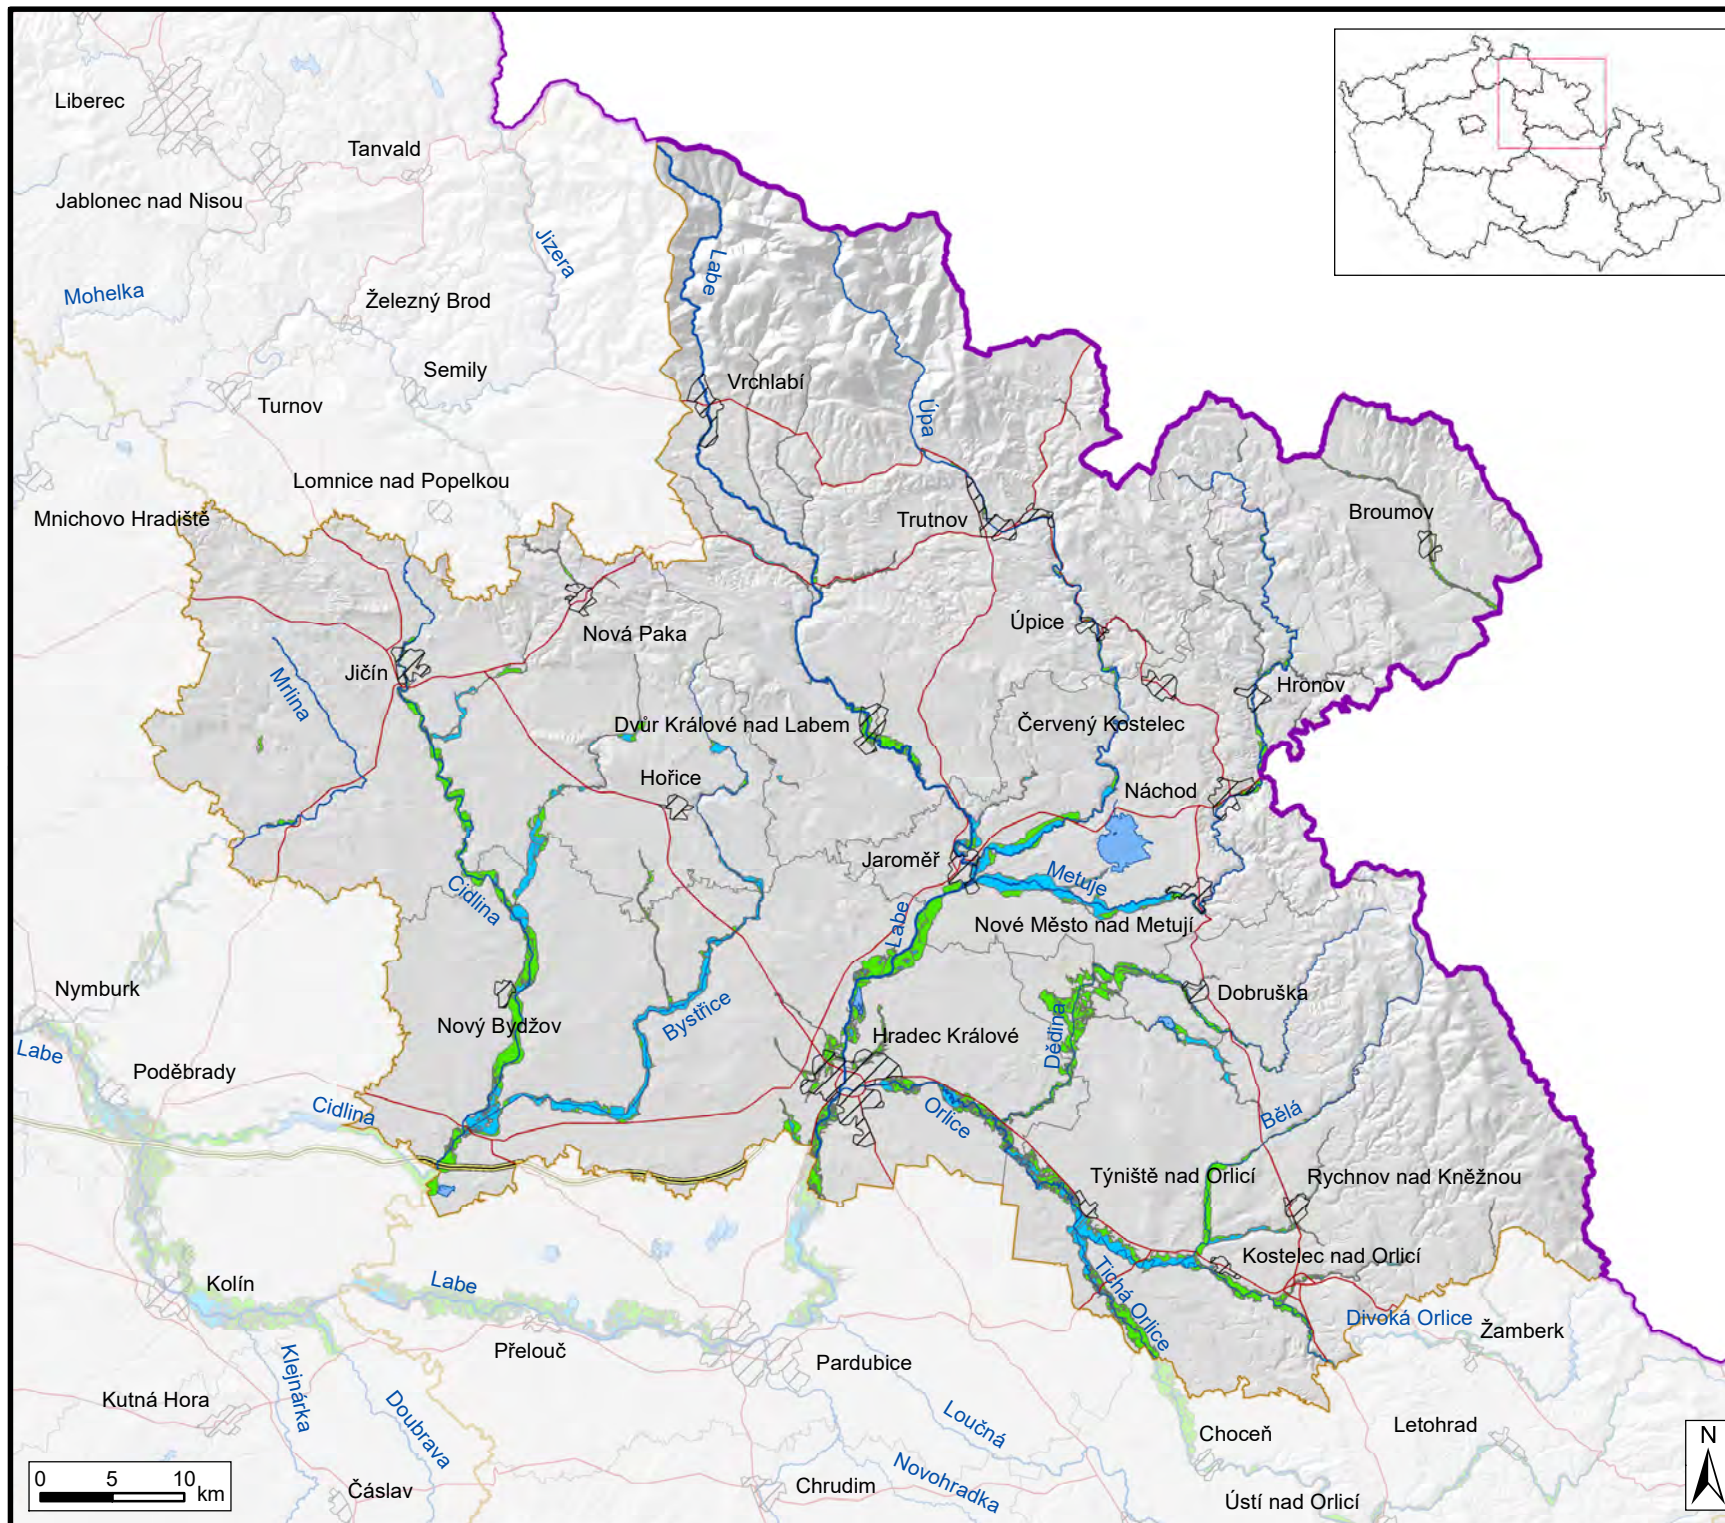 Liberec
Tanvald
Jablonec nad Nisou
Jizera
Labe
Mohelka
Železný Brod
Semily
Vrchlabí
Turnov
Úpa
Lomnice nad Popelkou
Mnichovo Hradiště
Trutnov
Broumov
Úpice
Nová Paka
Jičín
Mrlina
Hronov
Dvůr Králové nad Labem
Červený Kostelec
Hořice
Náchod
Jaroměř
Metuje
Cidlina
Labe
Nové Město nad Metují
Nymburk
Dobruška
Nový Bydžov
Bystřice
Hradec Králové
Dědina
Labe
Poděbrady
Cidlina
Orlice
Bělá
Týniště nad Orlicí
Rychnov nad Kněžnou
Kostelec nad Orlicí
Kolín
Labe
Tichá Orlice
Divoká Orlice
Žamberk
Přelouč
Pardubice
Klejnárka
Kutná Hora
Doubrava
Loučná
Choceň
Letohrad
N
Novohradka
Čáslav
Chrudim
Ústí nad Orlicí
0 5 10
km